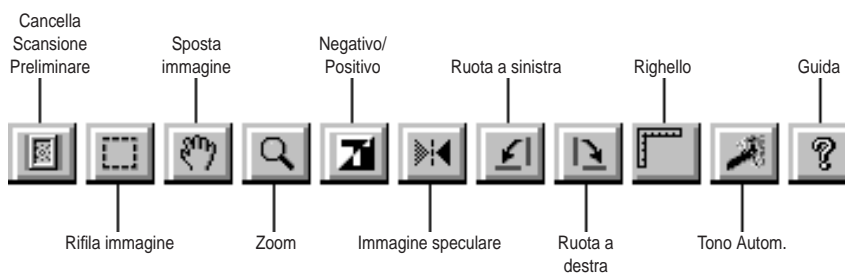 Cancella
Scansione
Preliminare
Sposta
immagine
Negativo/
Positivo
Ruota a sinistra
Righello
Guida
Rifila immagine
Zoom
Immagine speculare
Ruota a
destra
Tono Autom.